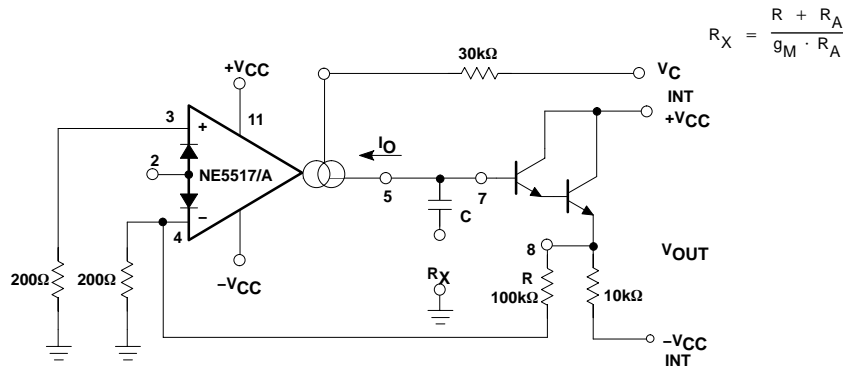 R_X = (R + R_A) / (g_M · R_A)
30kΩ
V_C
INT
+V_CC
+V_CC
3
+
11
I_O
2
NE5517/A
5
7
C
−
4
−V_CC
8
V_OUT
200Ω
200Ω
R_X
R
100kΩ
10kΩ
−V_CC
INT